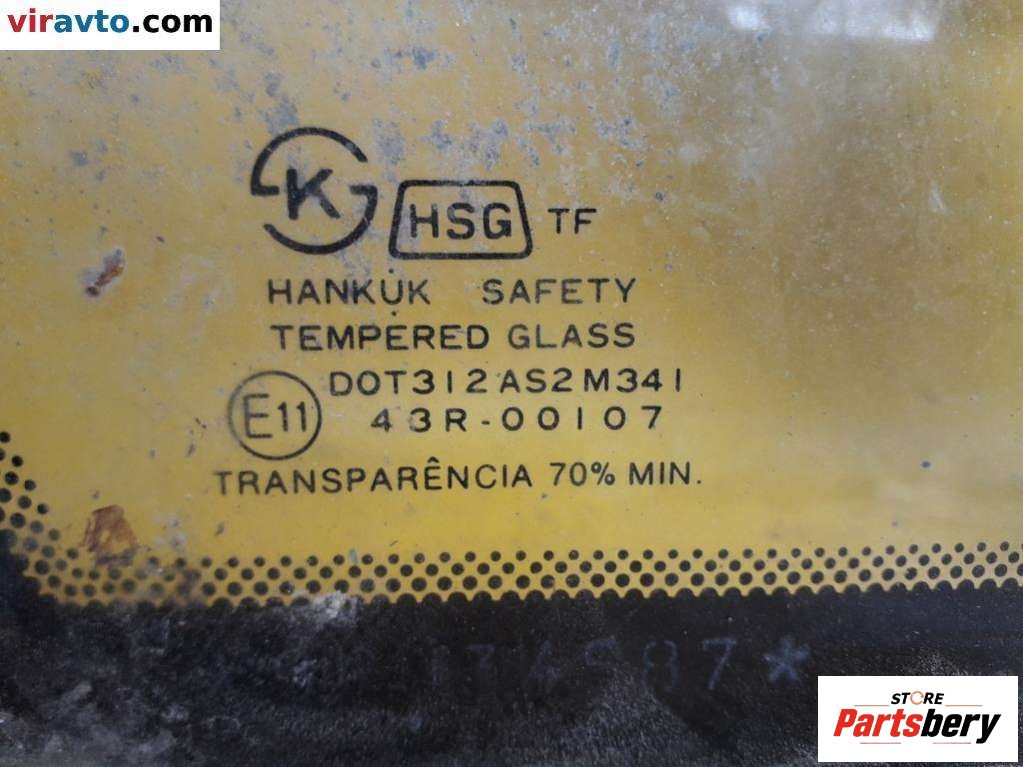 viravto.com
K
HSG TF
HANKUK SAFETY
TEMPERED GLASS
DOT312 AS2 M341
E11
43R-00107
TRANSPARÊNCIA 70% MIN.
STORE
Partsbery